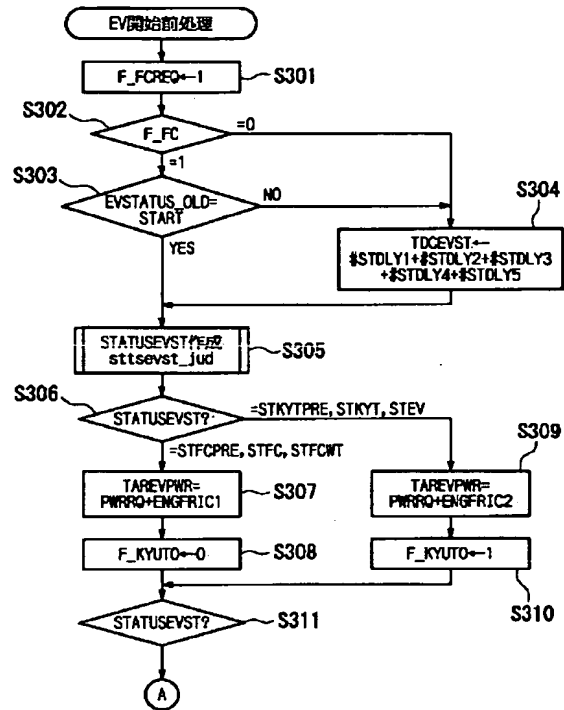 EV開始前処理
F_FCREQ←1
S301
S302
F_FC
=0
=1
S303
EVSTATUS_OLD=
START
NO
YES
S304
TDCEVST←
#STDLY1+#STDLY2+#STDLY3
+#STDLY4+#STDLY5
STATUSEVST作成
sttsevst_jud
S305
S306
STATUSEVST?
=STKYTPRE, STKYT, STEV
=STFCPRE, STFC, STFCWT
S309
TAREVPWR=
PWRRQ+ENGFRIC1
S307
TAREVPWR=
PWRRQ+ENGFRIC2
F_KYUTO←0
S308
F_KYUTO←1
S310
STATUSEVST?
S311
A